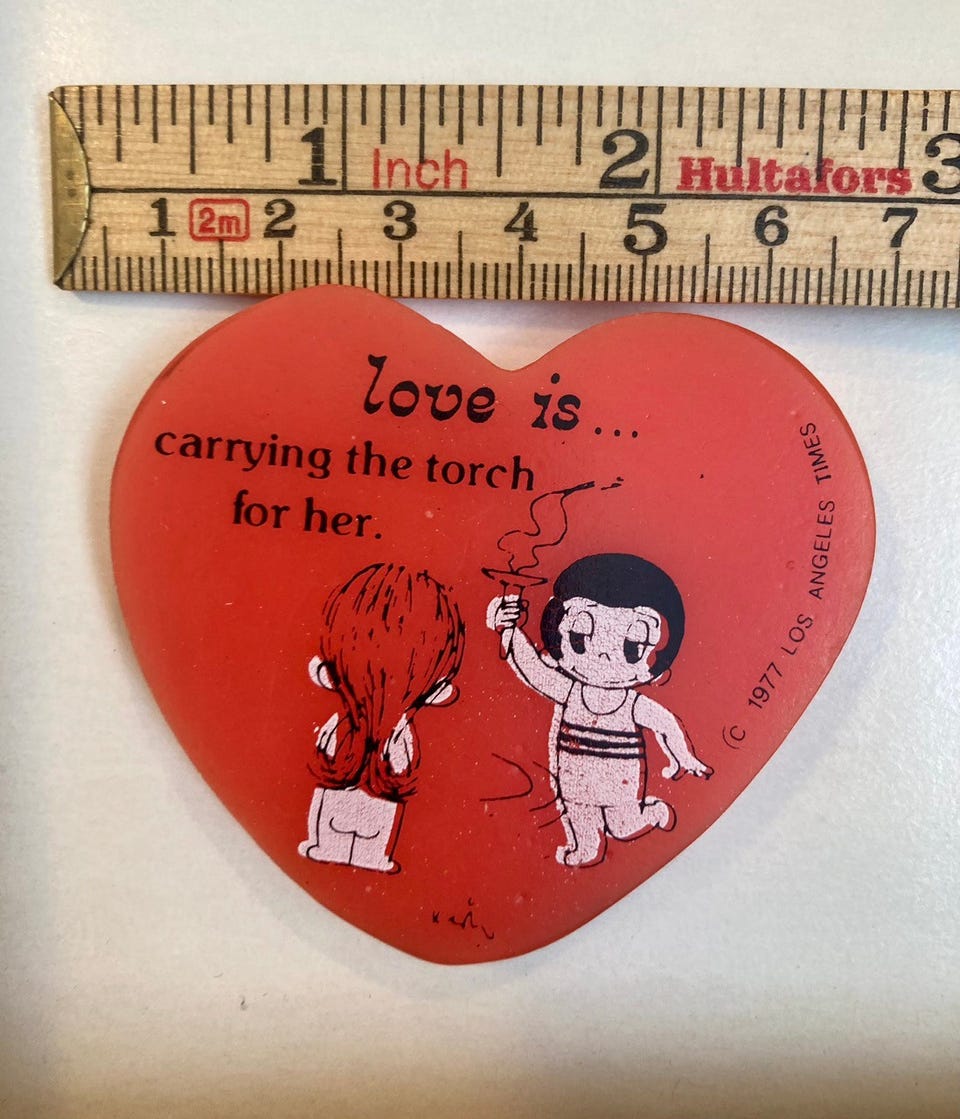 1 Inch 2 Hultafors 3
1 2m 2 3 4 5 6 7
love is...
carrying the torch
for her.
(C 1977 LOS ANGELES TIMES